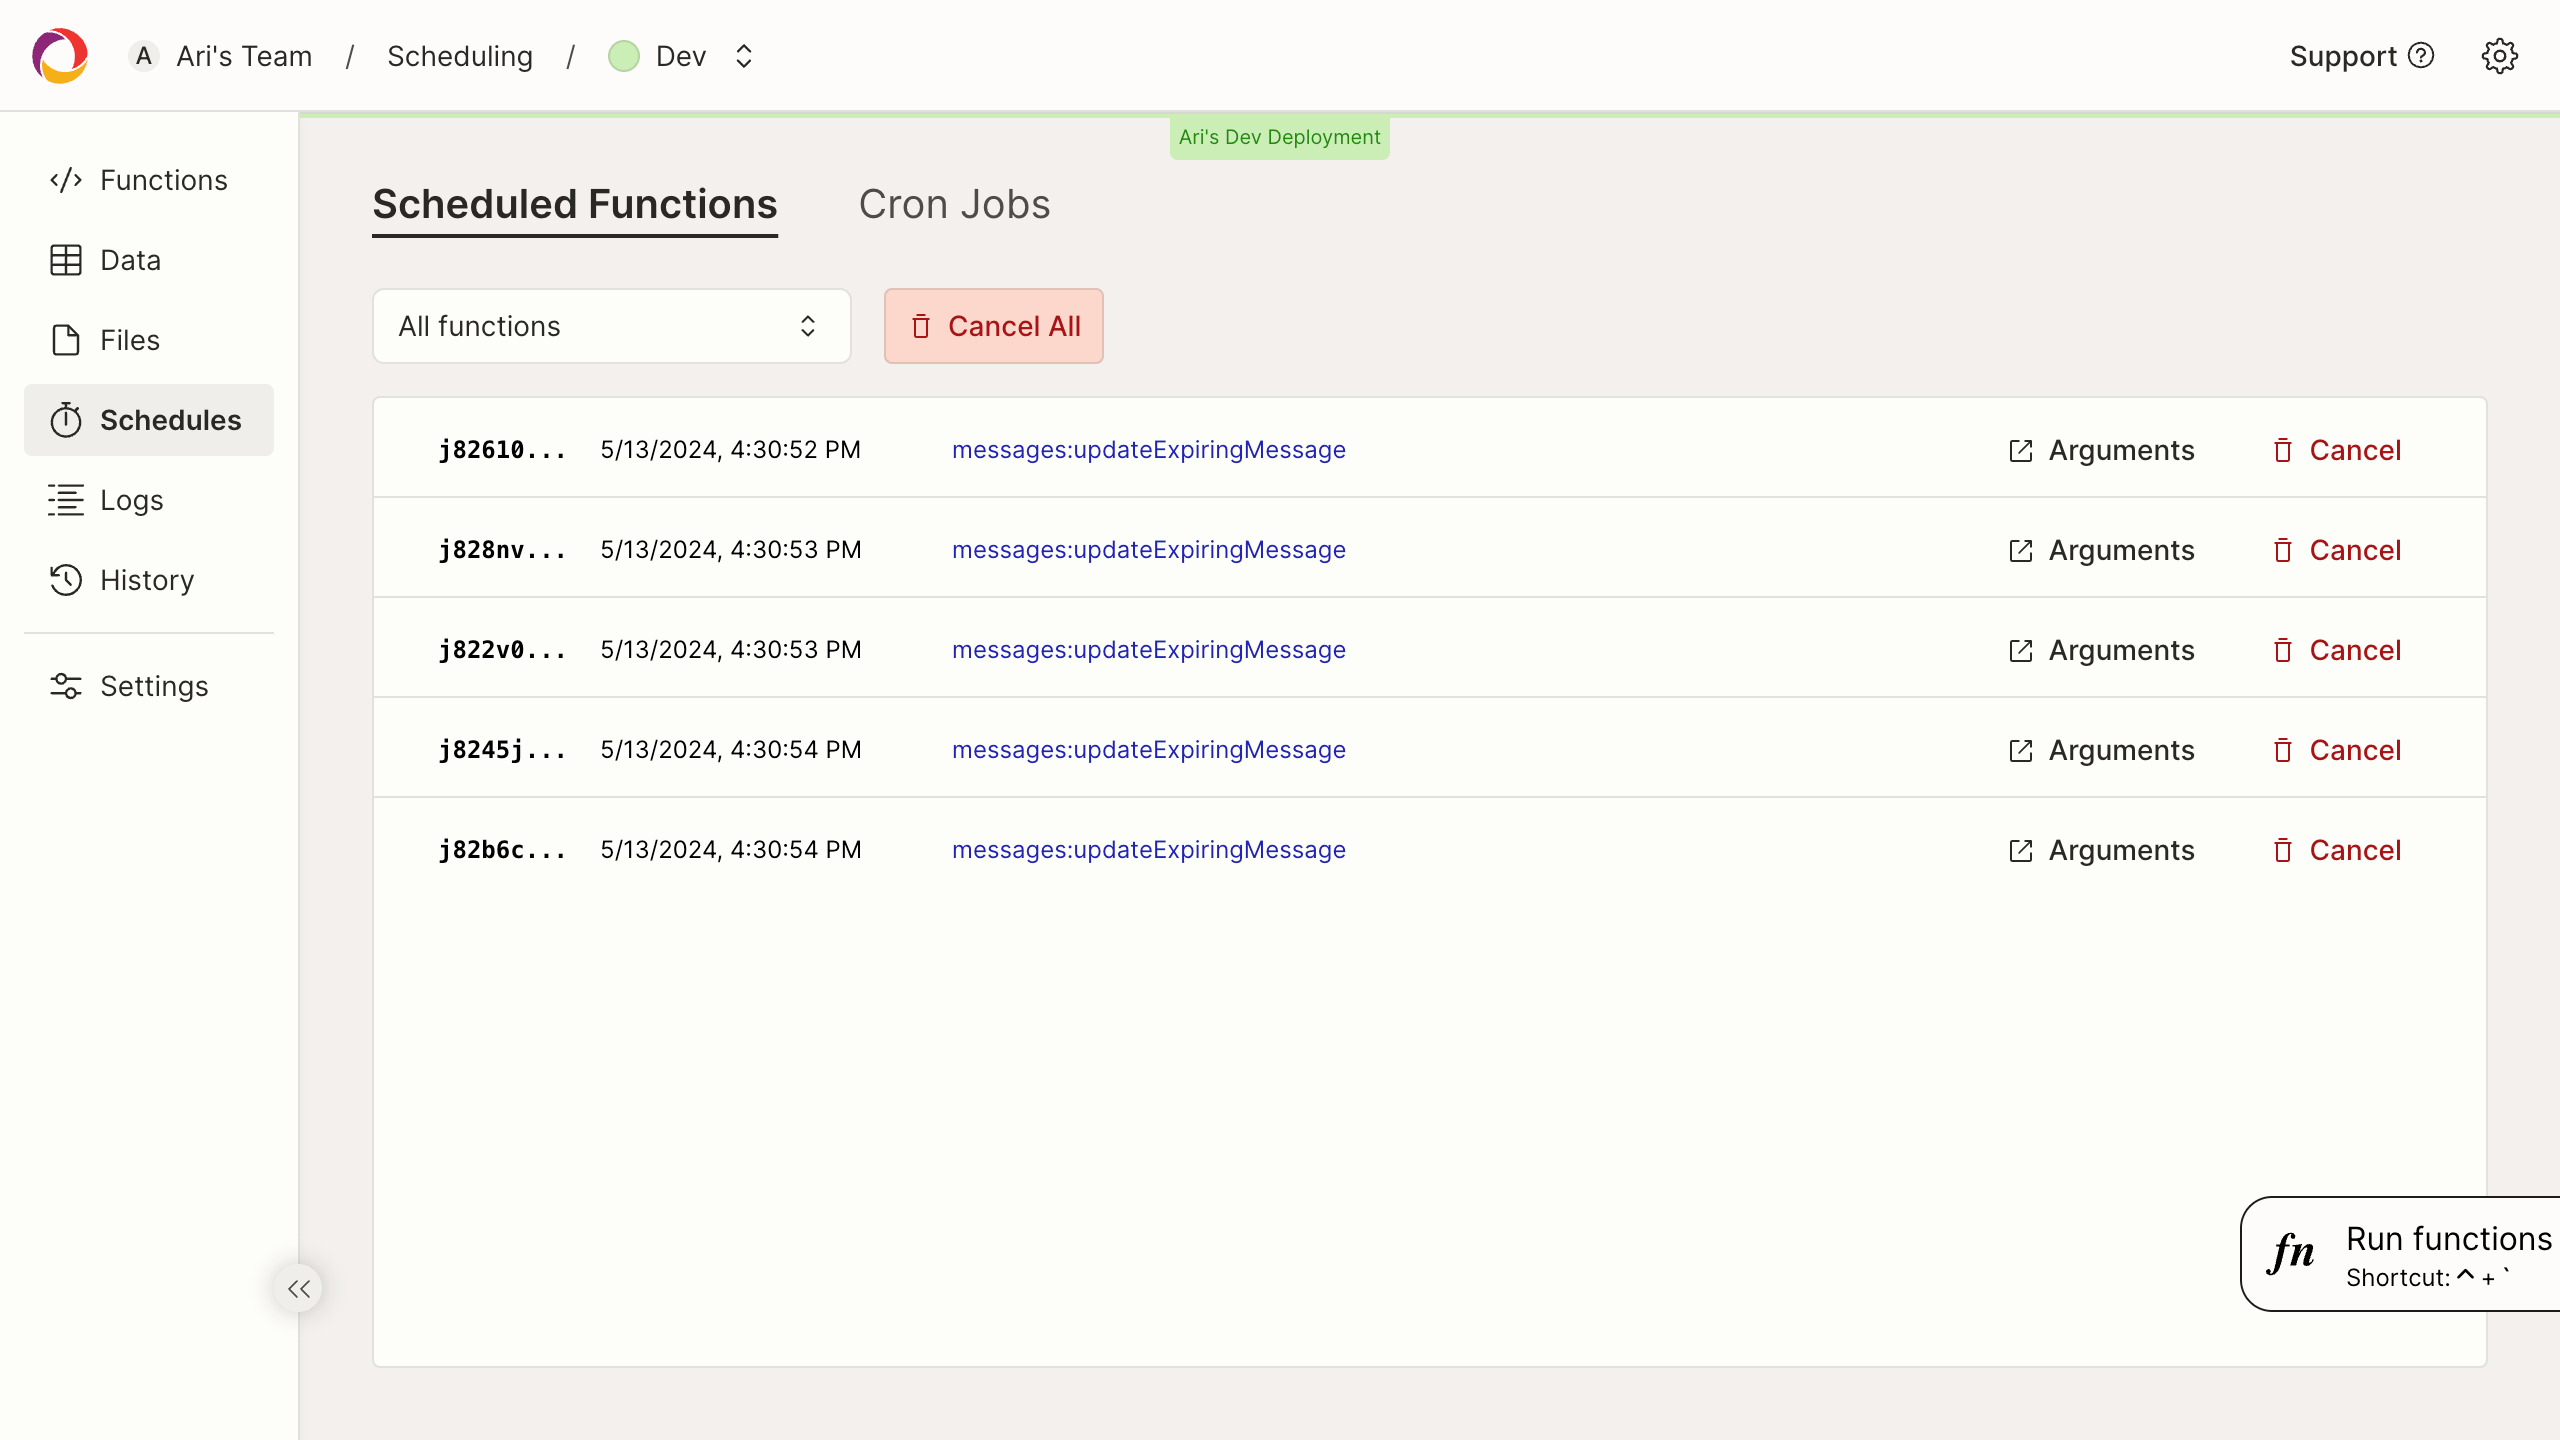 A Ari's Team / Scheduling / Dev
Support
Ari's Dev Deployment
Functions
Data
Files
Schedules
Logs
History
Settings
Scheduled Functions Cron Jobs
All functions Cancel All
j82610... 5/13/2024, 4:30:52 PM messages:updateExpiringMessage Arguments Cancel
j828nv... 5/13/2024, 4:30:53 PM messages:updateExpiringMessage Arguments Cancel
j822v0... 5/13/2024, 4:30:53 PM messages:updateExpiringMessage Arguments Cancel
j8245j... 5/13/2024, 4:30:54 PM messages:updateExpiringMessage Arguments Cancel
j82b6c... 5/13/2024, 4:30:54 PM messages:updateExpiringMessage Arguments Cancel
fn Run functions
Shortcut: ^ + `